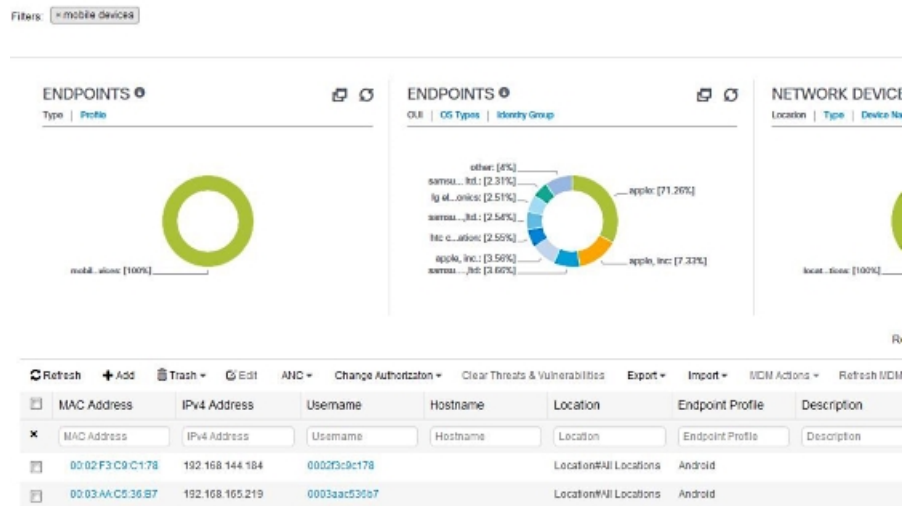 Filters: × mobile devices
ENDPOINTS
Type | Profile
mobil...vices: [100%]
ENDPOINTS
OUI | OS Types | Identity Group
other: [4%]
samsu... ltd.: [2.31%]
lg el...onics: [2.51%]
samsu...,ltd.: [2.54%]
htc c...ation: [2.55%]
apple, inc.: [3.56%]
samsu...,ltd: [3.66%]
apple: [71.26%]
apple, inc: [7.33%]
NETWORK DEVICE
Location | Type | Device Na
locat...tions: [100%]
R
Refresh Add Trash Edit ANC Change Authorizaton Clear Threats & Vulnerabilities Export Import MDM Actions Refresh MDM
MAC Address IPv4 Address Username Hostname Location Endpoint Profile Description
× MAC Address IPv4 Address Username Hostname Location Endpoint Profile Description
00:02:F3:C9:C1:78 192.168.144.184 0002f3c9c178 Location#All Locations Android
00:03:AA:C5:36:B7 192.168.165.219 0003aac536b7 Location#All Locations Android